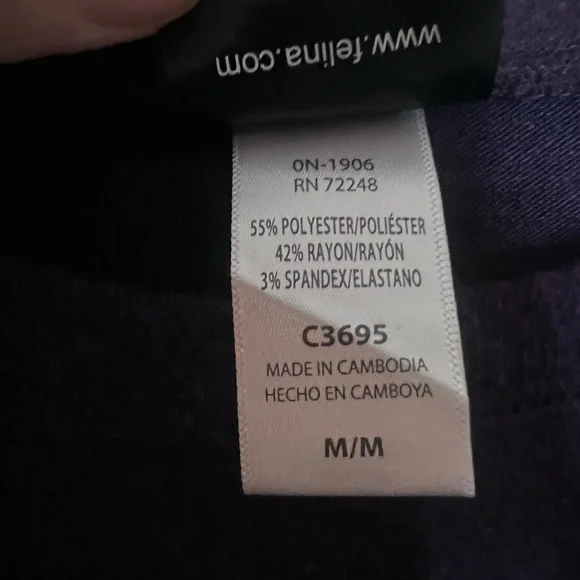 www.felina.com
0N-1906
RN 72248
55% POLYESTER/POLIÉSTER
42% RAYON/RAYÓN
3% SPANDEX/ELASTANO
C3695
MADE IN CAMBODIA
HECHO EN CAMBOYA
M/M